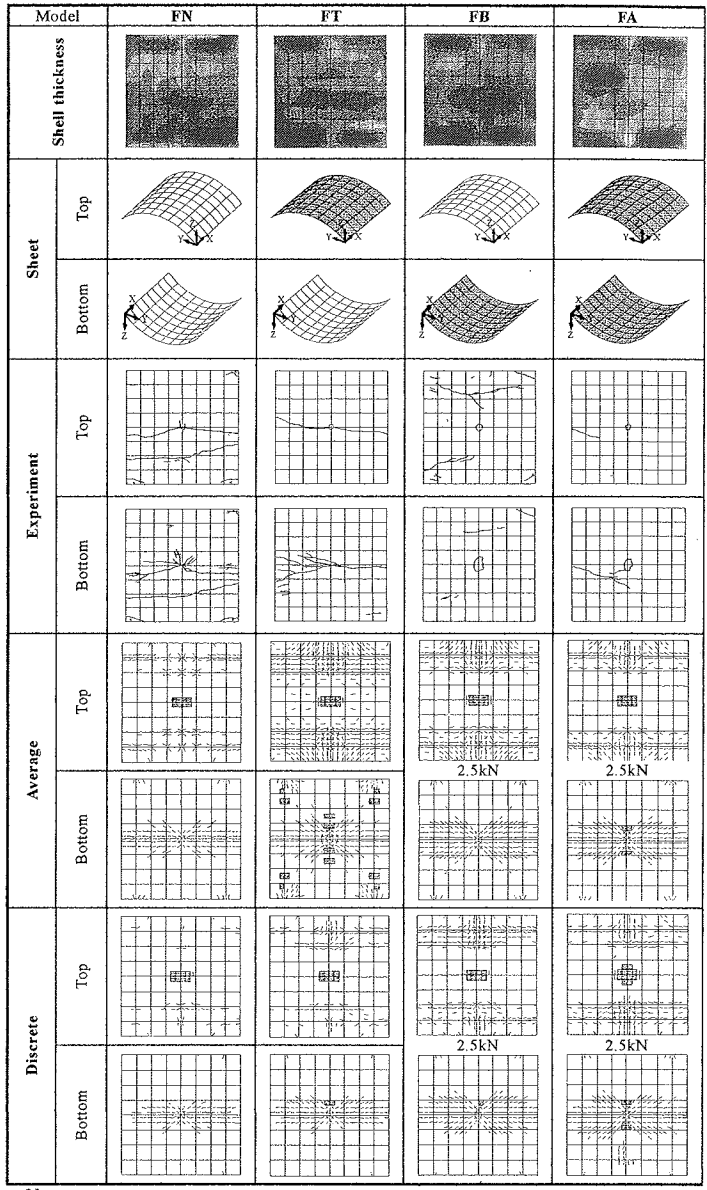 Model FN FT FB FA
Shell thickness
Sheet
Top
Z
Y X
Z
Y X
Z
Y X
Z
Y X
Bottom
X
Y
Z
X
Y
Z
X
Y
Z
X
Y
Z
Experiment
Top
Bottom
Average
Top
2.5kN 2.5kN
Bottom
Discrete
Top
2.5kN 2.5kN
Bottom